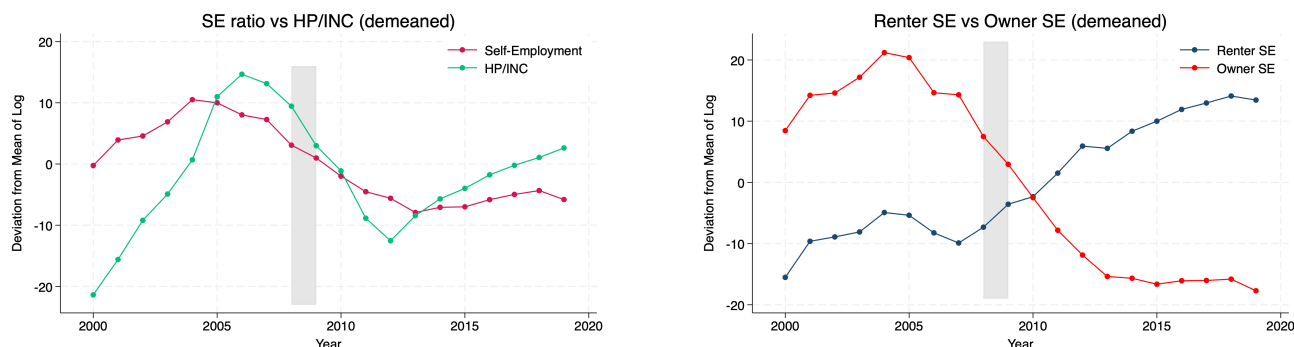 SE ratio vs HP/INC (demeaned)
Self-Employment
HP/INC
Deviation from Mean of Log
20
10
0
-10
-20
2000
2005
2010
2015
2020
Year
Renter SE vs Owner SE (demeaned)
Renter SE
Owner SE
Deviation from Mean of Log
20
10
0
-10
-20
2000
2005
2010
2015
2020
Year